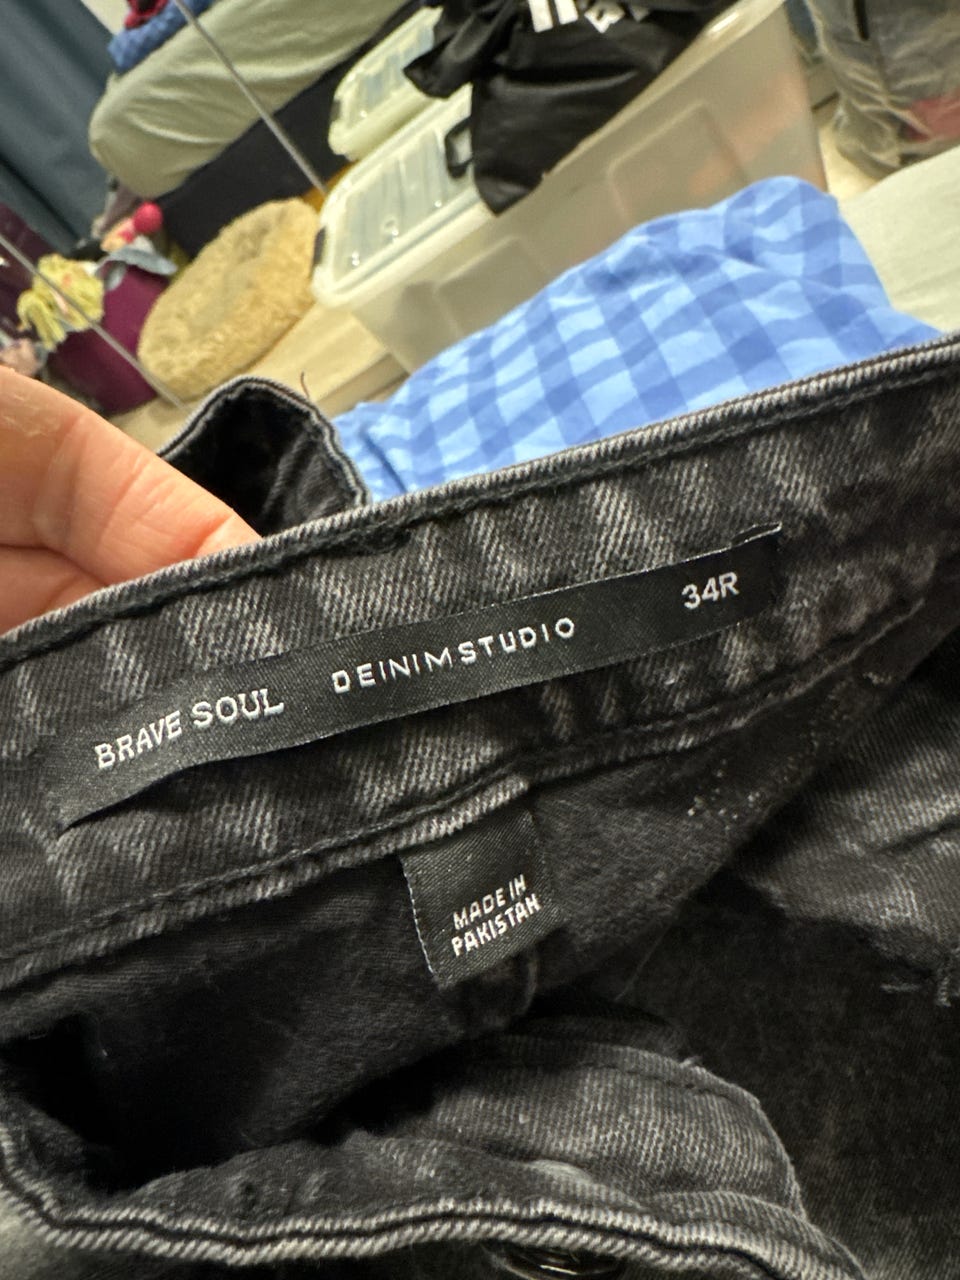 BRAVE SOUL DEINIMSTUDIO 34R
MADE IN
PAKISTAN